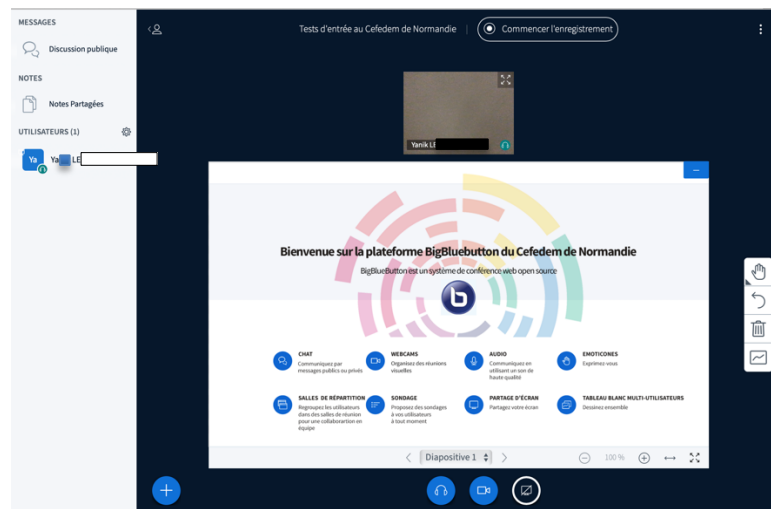 MESSAGES
Discussion publique
NOTES
Notes Partagées
UTILISATEURS (1)
Ya
Ya
LE
Tests d'entrée au Cefedem de Normandie
Commencer l'enregistrement
Yanik LE
Bienvenue sur la plateforme BigBluebutton du Cefedem de Normandie
BigBlueButton est un système de conférence web open source
b
CHAT
Communiquez par
messages publics ou privés
WEBCAMS
Organisez des réunions
visuelles
AUDIO
Communiquez en
utilisant un son de
haute qualité
EMOTICONES
Exprimez-vous
SALLES DE RÉPARTITION
Regroupez les utilisateurs
dans des salles de réunion
pour une collaborartion en
équipe
SONDAGE
Proposez des sondages
à vos utilisateurs
à tout moment
PARTAGE D'ÉCRAN
Partagez votre écran
TABLEAU BLANC MULTI-UTILISATEURS
Dessinez ensemble
Diapositive 1
100 %